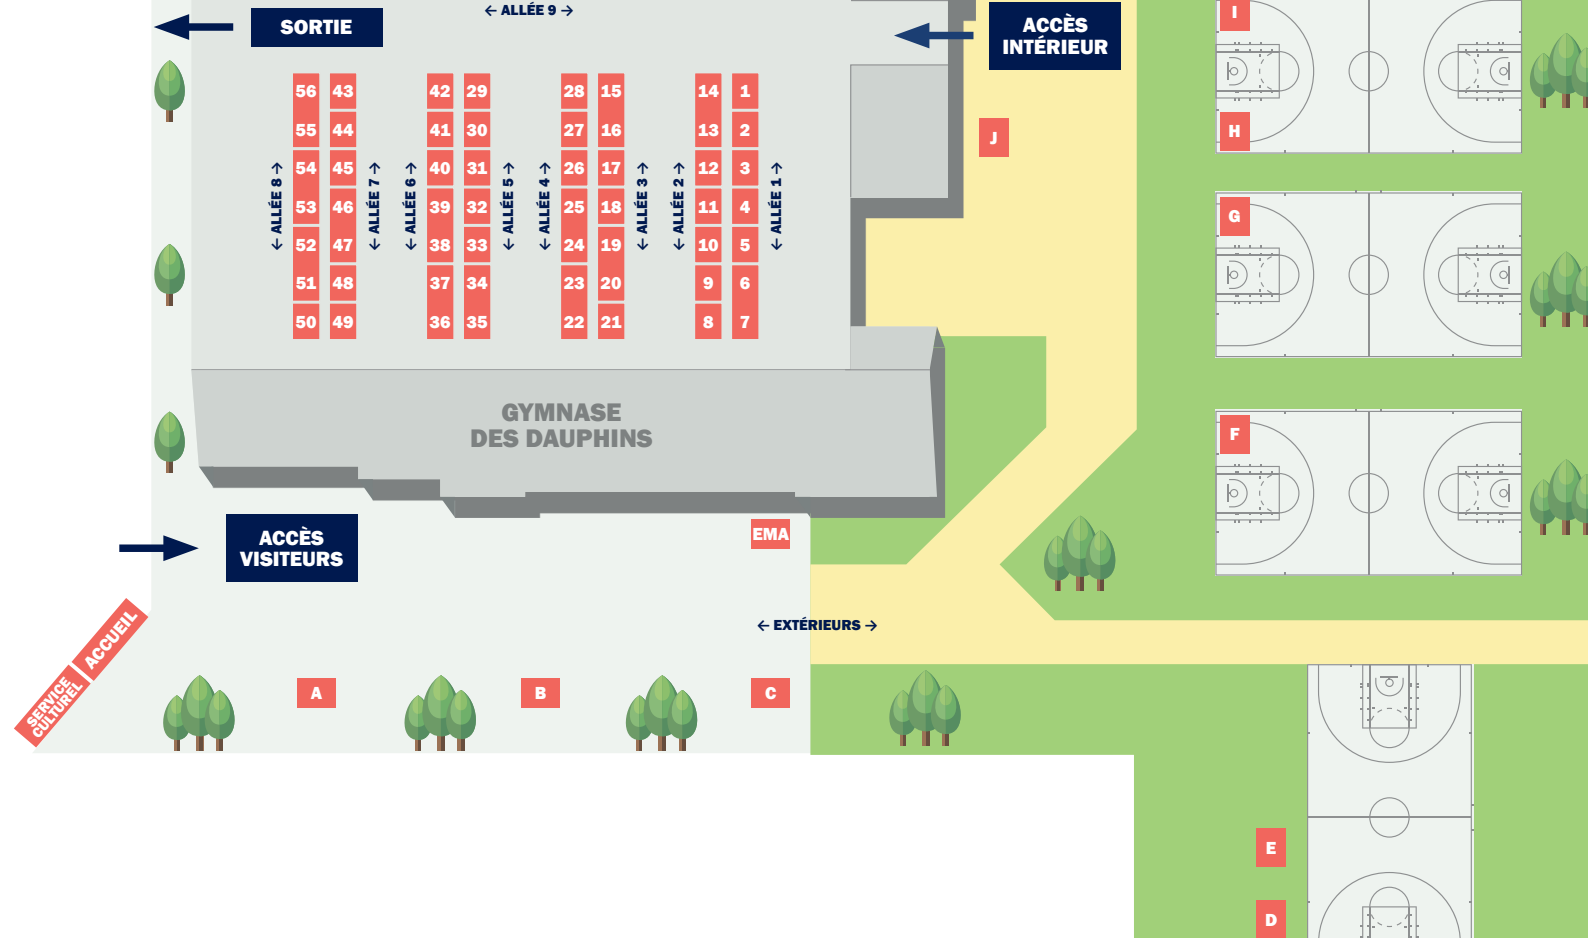 SORTIE
← ALLÉE 9 →
ACCÈS
INTÉRIEUR
I
56 43 42 29 28 15 14 1
55 44 41 30 27 16 13 2
H
J
54 45 40 31 26 17 12 3
53 46 39 32 25 18 11 4
52 47 38 33 24 19 10 5
51 48 37 34 23 20 9 6
50 49 36 35 22 21 8 7
← ALLÉE 8 →
← ALLÉE 7 →
← ALLÉE 6 →
← ALLÉE 5 →
← ALLÉE 4 →
← ALLÉE 3 →
← ALLÉE 2 →
← ALLÉE 1 →
G
GYMNASE
DES DAUPHINS
F
ACCÈS
VISITEURS
EMA
← EXTÉRIEURS →
ACCUEIL
SERVICE
CULTUREL
A
B
C
E
D